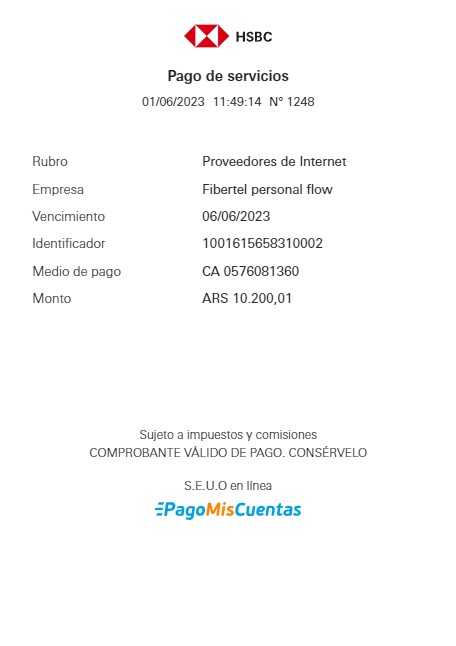 HSBC
Pago de servicios
01/06/2023 11:49:14 N° 1248
Rubro Proveedores de Internet
Empresa Fibertel personal flow
Vencimiento 06/06/2023
Identificador 1001615658310002
Medio de pago CA 0576081360
Monto ARS 10.200,01
Sujeto a impuestos y comisiones
COMPROBANTE VÁLIDO DE PAGO. CONSÉRVELO
S.E.U.O en línea
PagoMisCuentas